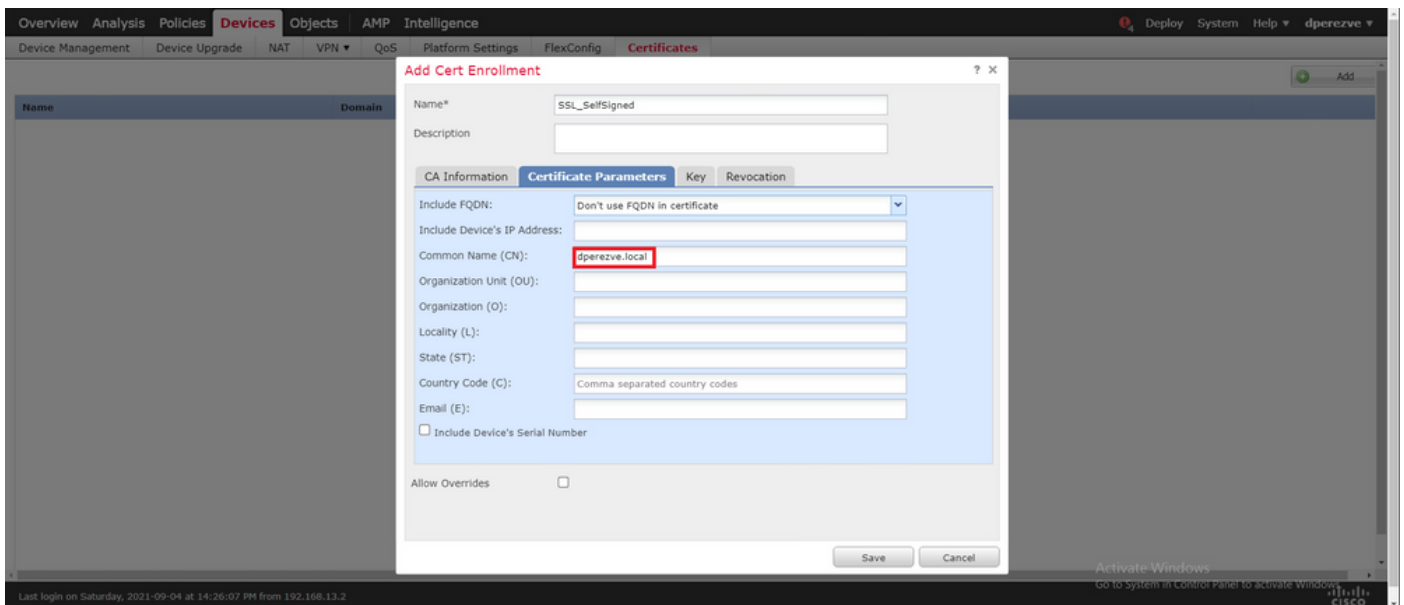 Overview Analysis Policies Devices Objects AMP Intelligence 4 Deploy System Help ▾ dperezve ▾
Device Management Device Upgrade NAT VPN ▾ QoS Platform Settings FlexConfig Certificates
Add Cert Enrollment ? ×
Add
Name Domain
Name* SSL_SelfSigned
Description
CA Information Certificate Parameters Key Revocation
Include FQDN: Don't use FQDN in certificate
Include Device's IP Address:
Common Name (CN): dperezve.local
Organization Unit (OU):
Organization (O):
Locality (L):
State (ST):
Country Code (C): Comma separated country codes
Email (E):
Include Device's Serial Number
Allow Overrides
Save Cancel
Activate Windows
Go to System in Control Panel to activate Windows.
Last login on Saturday, 2021-09-04 at 14:26:07 PM from 192.168.13.2
CISCO